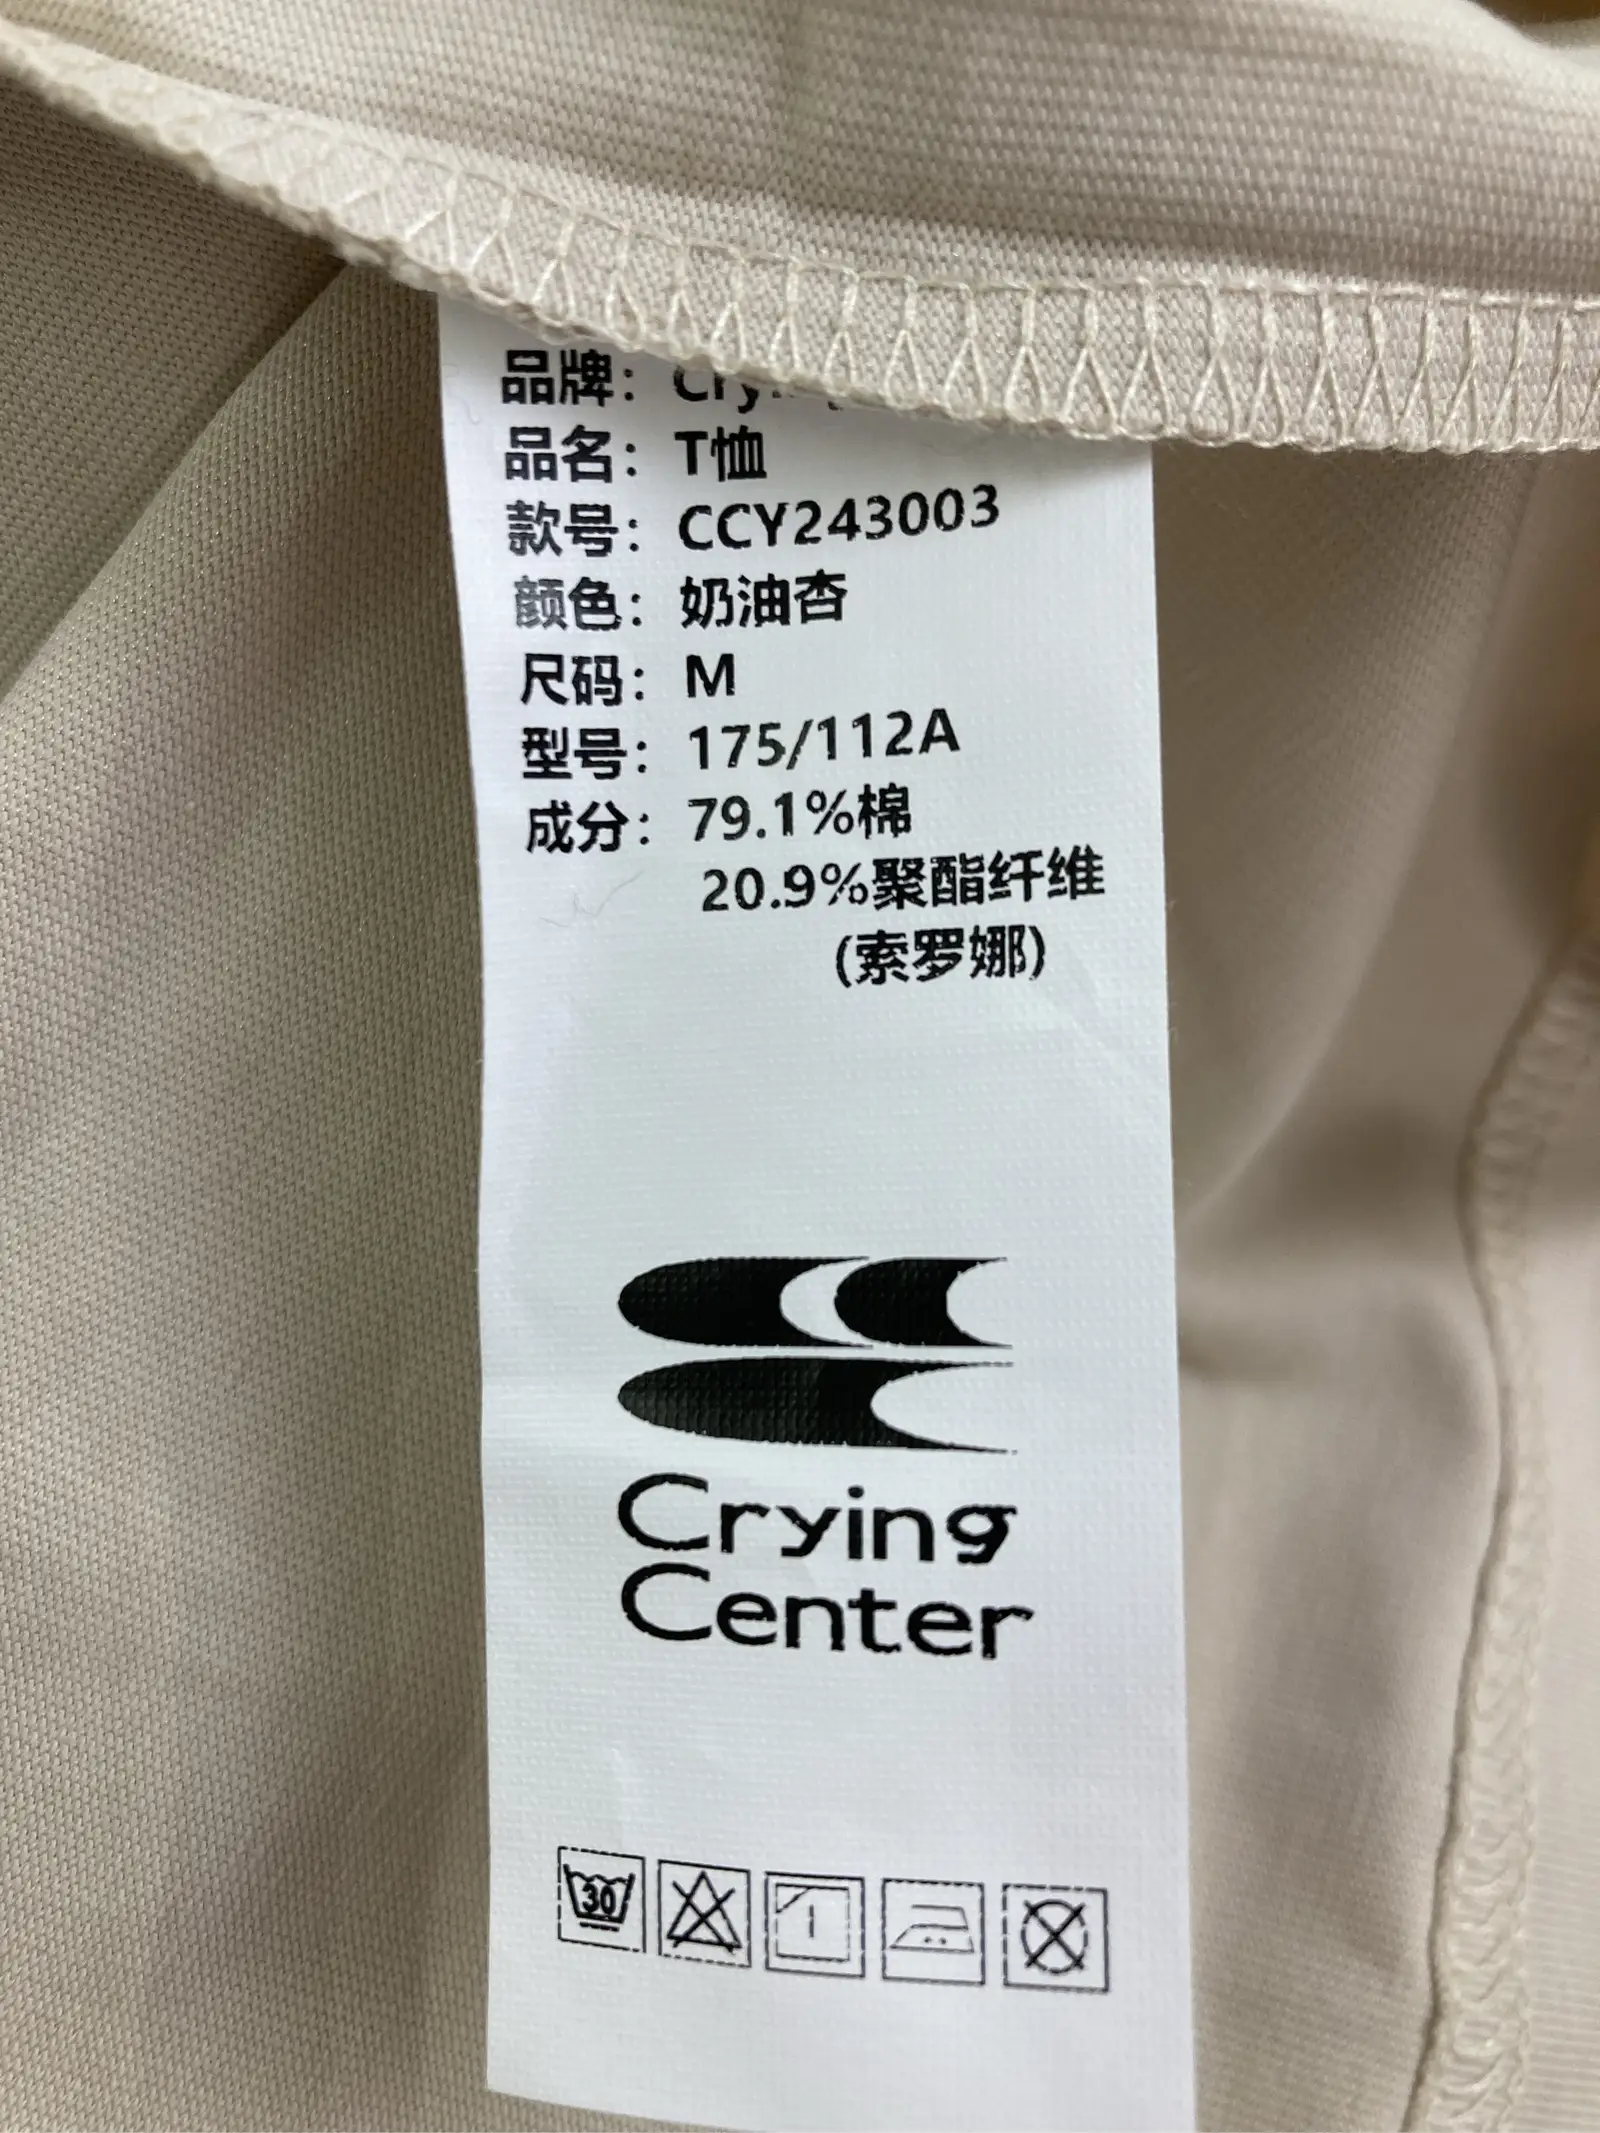 品牌：
品名：T恤
款号：CCY243003
颜色：奶油杏
尺码：M
型号：175/112A
成分：79.1%棉
20.9%聚酯纤维
(索罗娜)
Crying
Center
30